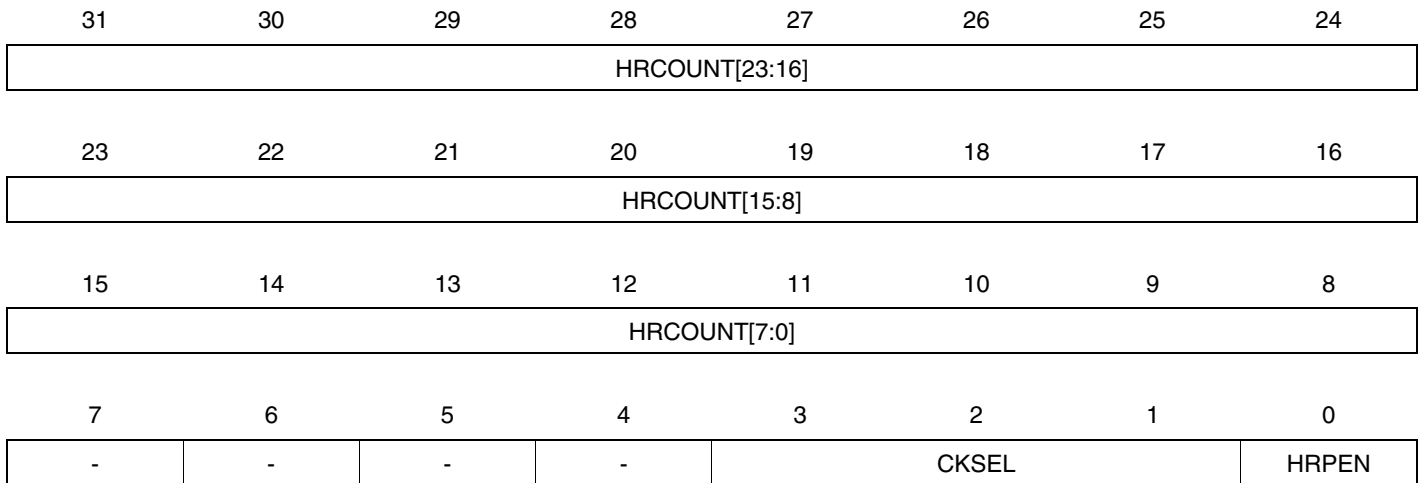 31 30 29 28 27 26 25 24
HRCOUNT[23:16]
23 22 21 20 19 18 17 16
HRCOUNT[15:8]
15 14 13 12 11 10 9 8
HRCOUNT[7:0]
7 6 5 4 3 2 1 0
- - - - CKSEL HRPEN